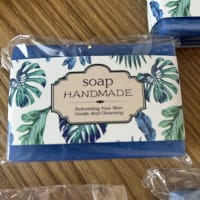 soap
HANDMADE
Refreshing Your Skin
Gentle And Cleansing